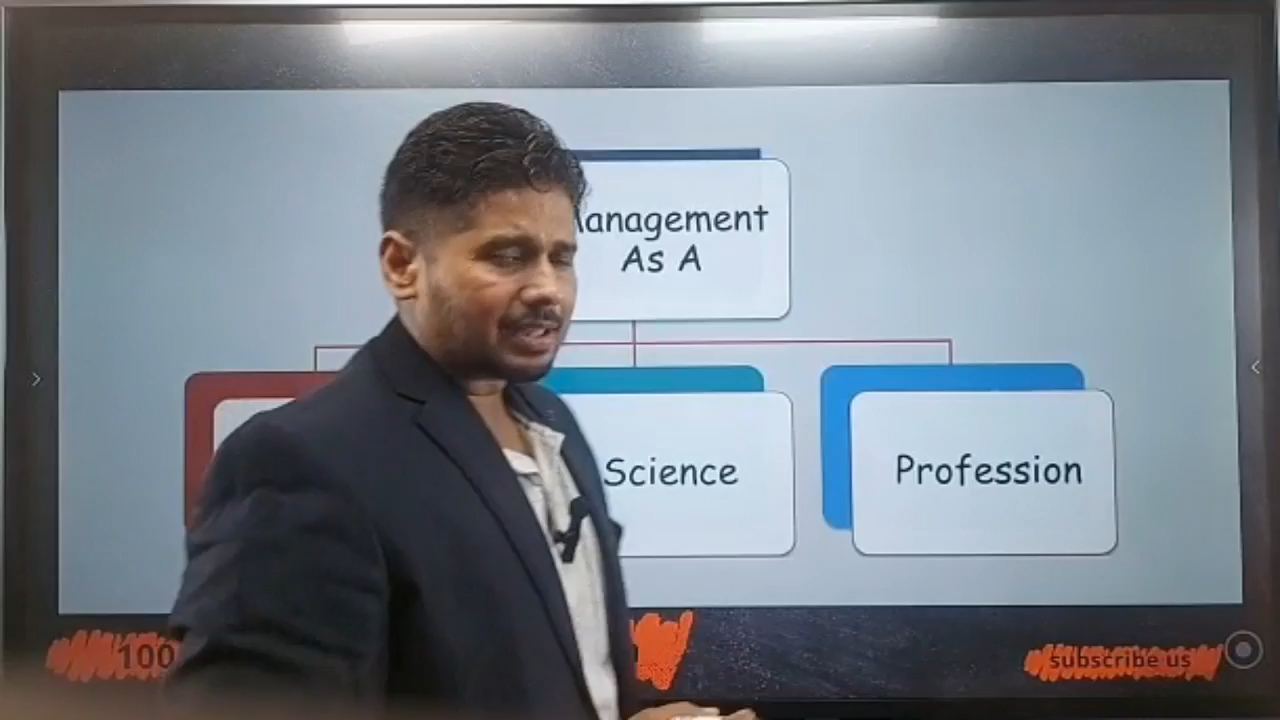 anagement
As A
Science
Profession
100
subscribe us